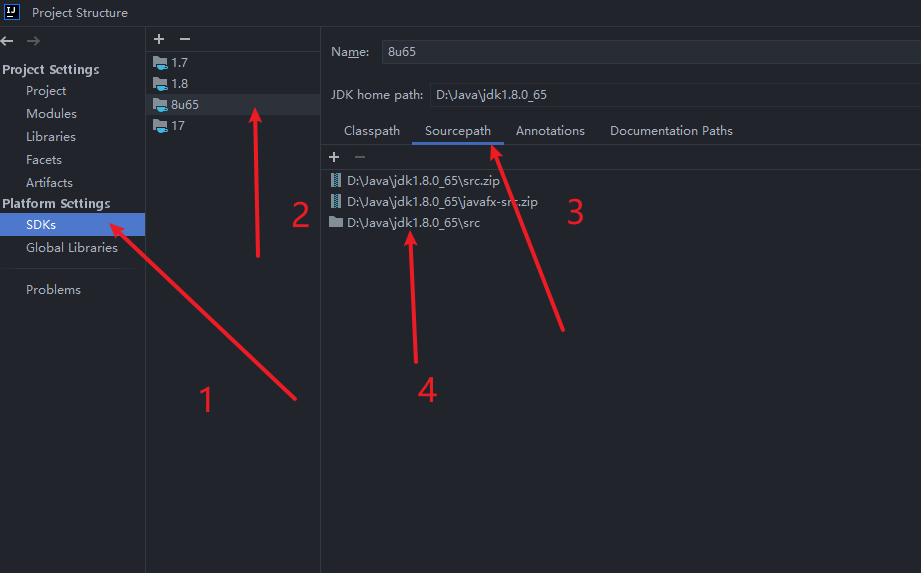 IJ
Project Structure
Project Settings
Project
Modules
Libraries
Facets
Artifacts
Platform Settings
SDKs
Global Libraries
Problems
1.7
1.8
8u65
17
Name: 8u65
JDK home path: D:\Java\jdk1.8.0_65
Classpath Sourcepath Annotations Documentation Paths
D:\Java\jdk1.8.0_65\src.zip
D:\Java\jdk1.8.0_65\javafx-src.zip
D:\Java\jdk1.8.0_65\src
1
2
3
4